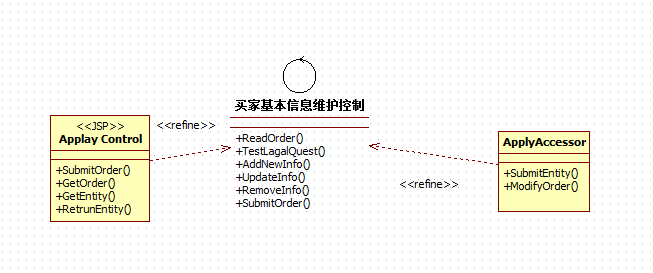 买家基本信息维护控制
+ReadOrder()
+TestLagalQuest()
+AddNewInfo()
+UpdateInfo()
+RemoveInfo()
+SubmitOrder()
<<JSP>>
Applay Control
+SubmitOrder()
+GetOrder()
+GetEntity()
+RetrunEntity()
<<refine>>
ApplyAccessor
+SubmitEntity()
+ModifyOrder()
<<refine>>